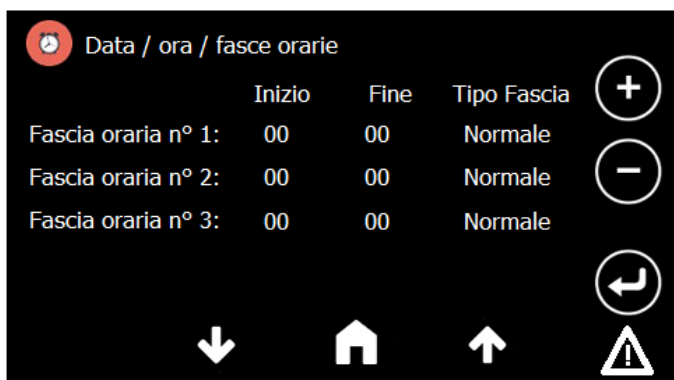 Data / ora / fasce orarie
Inizio Fine Tipo Fascia
Fascia oraria n° 1: 00 00 Normale
Fascia oraria n° 2: 00 00 Normale
Fascia oraria n° 3: 00 00 Normale